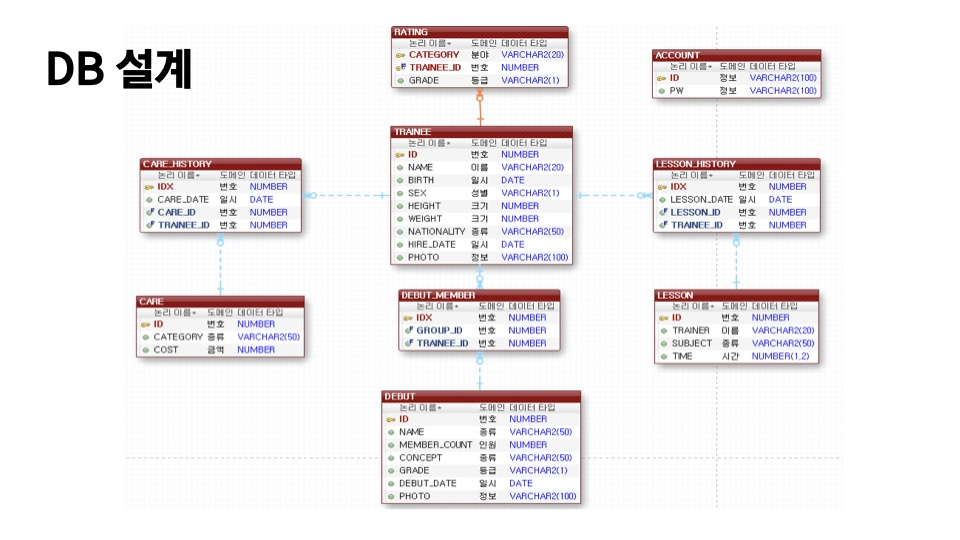 DB 설계
RATING
논리 이름 도메인 데이터 타입
CATEGORY 분야 VARCHAR2(20)
TRAINEE_ID 번호 NUMBER
GRADE 등급 VARCHAR2(1)
ACCOUNT
논리 이름 도메인 데이터 타입
ID 정보 VARCHAR2(100)
PW 정보 VARCHAR2(100)
TRAINEE
논리 이름 도메인 데이터 타입
ID 번호 NUMBER
NAME 이름 VARCHAR2(20)
BIRTH 일시 DATE
SEX 성별 VARCHAR2(1)
HEIGHT 크기 NUMBER
WEIGHT 크기 NUMBER
NATIONALITY 종류 VARCHAR2(50)
HIRE_DATE 일시 DATE
PHOTO 정보 VARCHAR2(100)
CARE_HISTORY
논리 이름 도메인 데이터 타입
IDX 번호 NUMBER
CARE_DATE 일시 DATE
CARE_ID 번호 NUMBER
TRAINEE_ID 번호 NUMBER
LESSON_HISTORY
논리 이름 도메인 데이터 타입
IDX 번호 NUMBER
LESSON_DATE 일시 DATE
LESSON_ID 번호 NUMBER
TRAINEE_ID 번호 NUMBER
CARE
논리 이름 도메인 데이터 타입
ID 번호 NUMBER
CATEGORY 종류 VARCHAR2(50)
COST 금액 NUMBER
DEBUT_MEMBER
논리 이름 도메인 데이터 타입
IDX 번호 NUMBER
GROUP_ID 번호 NUMBER
TRAINEE_ID 번호 NUMBER
LESSON
논리 이름 도메인 데이터 타입
ID 번호 NUMBER
TRAINER 이름 VARCHAR2(20)
SUBJECT 종류 VARCHAR2(50)
TIME 시간 NUMBER(1,2)
DEBUT
논리 이름 도메인 데이터 타입
ID 번호 NUMBER
NAME 종류 VARCHAR2(50)
MEMBER_COUNT 인원 NUMBER
CONCEPT 종류 VARCHAR2(50)
GRADE 등급 VARCHAR2(1)
DEBUT_DATE 일시 DATE
PHOTO 정보 VARCHAR2(100)